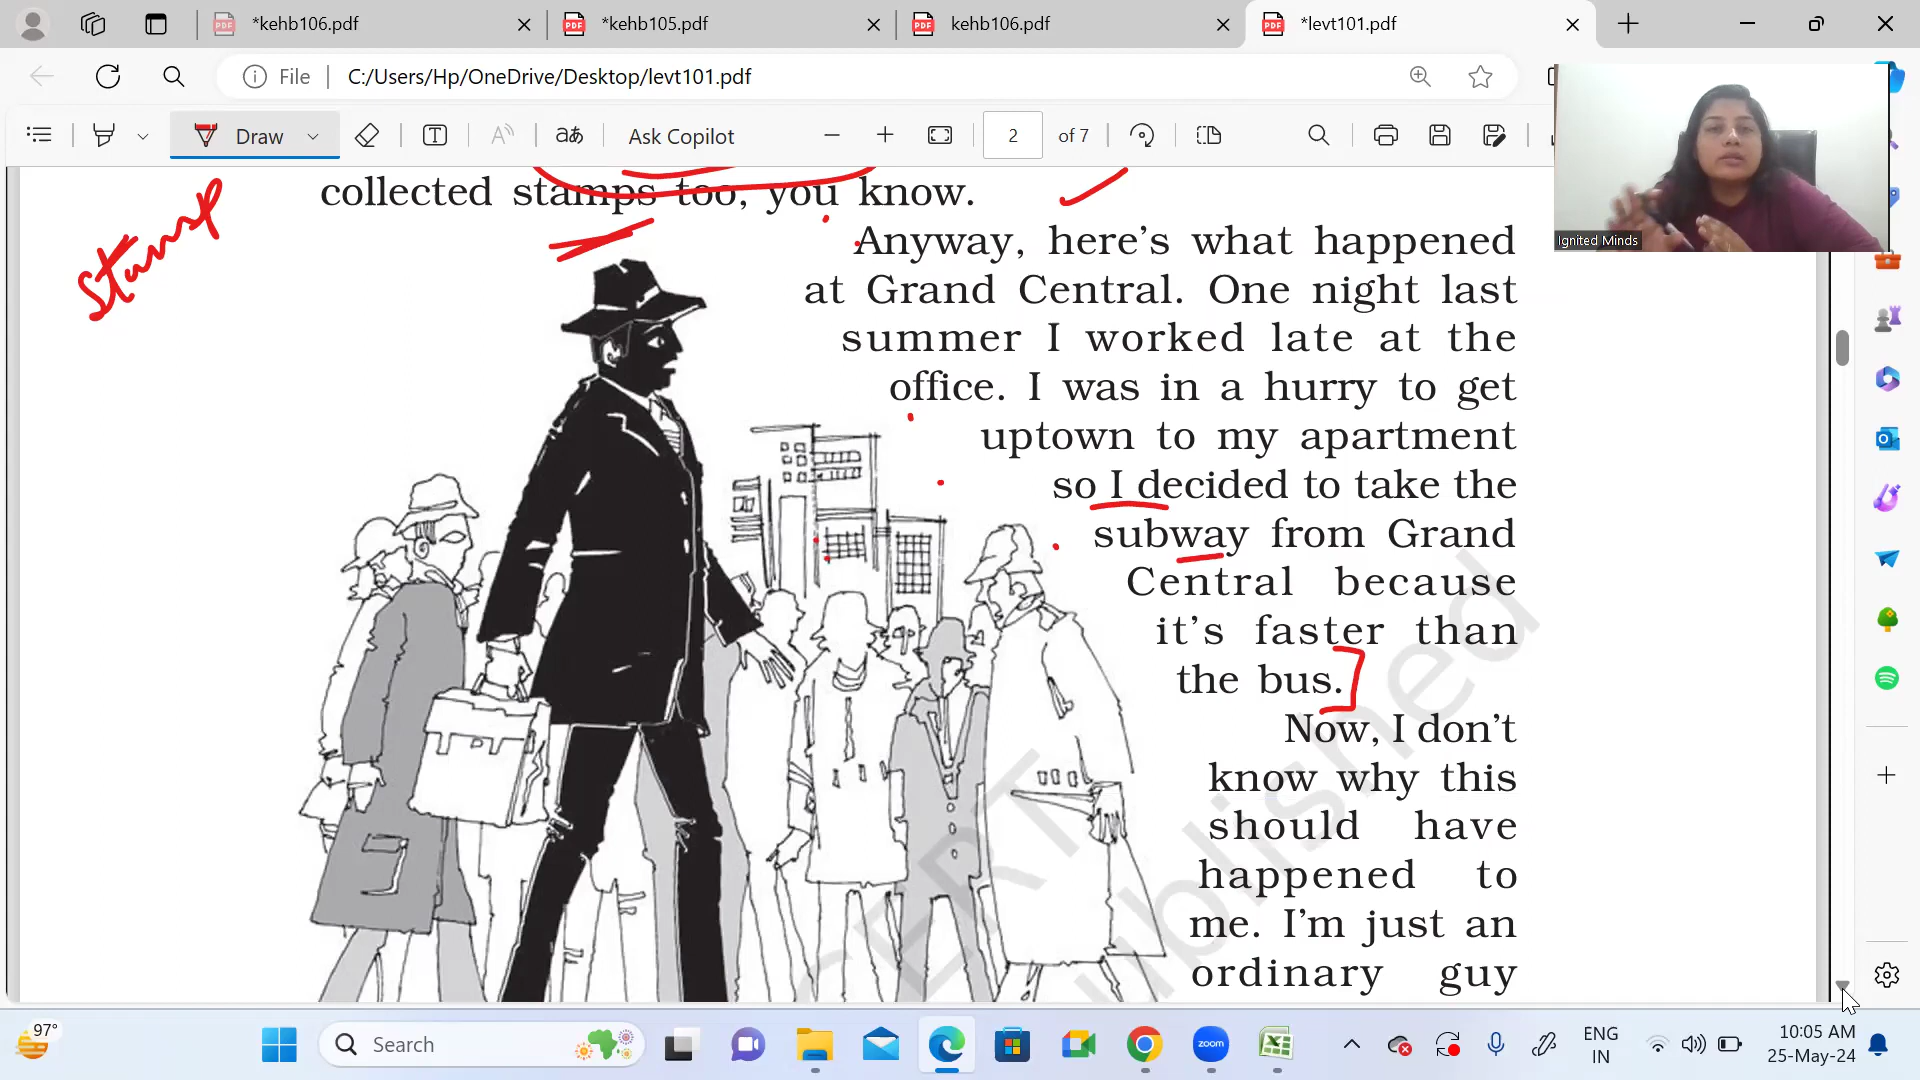 *kehb106.pdf
*kehb105.pdf
kehb106.pdf
*levt101.pdf
File
C:/Users/Hp/OneDrive/Desktop/levt101.pdf
Draw
Ask Copilot
2
of 7
Ignited Minds
collected stamps too, you know.
Stamp
Anyway, here's what happened
at Grand Central. One night last
summer I worked late at the
office. I was in a hurry to get
uptown to my apartment
so I decided to take the
subway from Grand
Central because
it's faster than
the bus.
Now, I don't
know why this
should have
happened to
me. I'm just an
ordinary guy
97°
Search
zoom
ENG
IN
10:05 AM
25-May-24